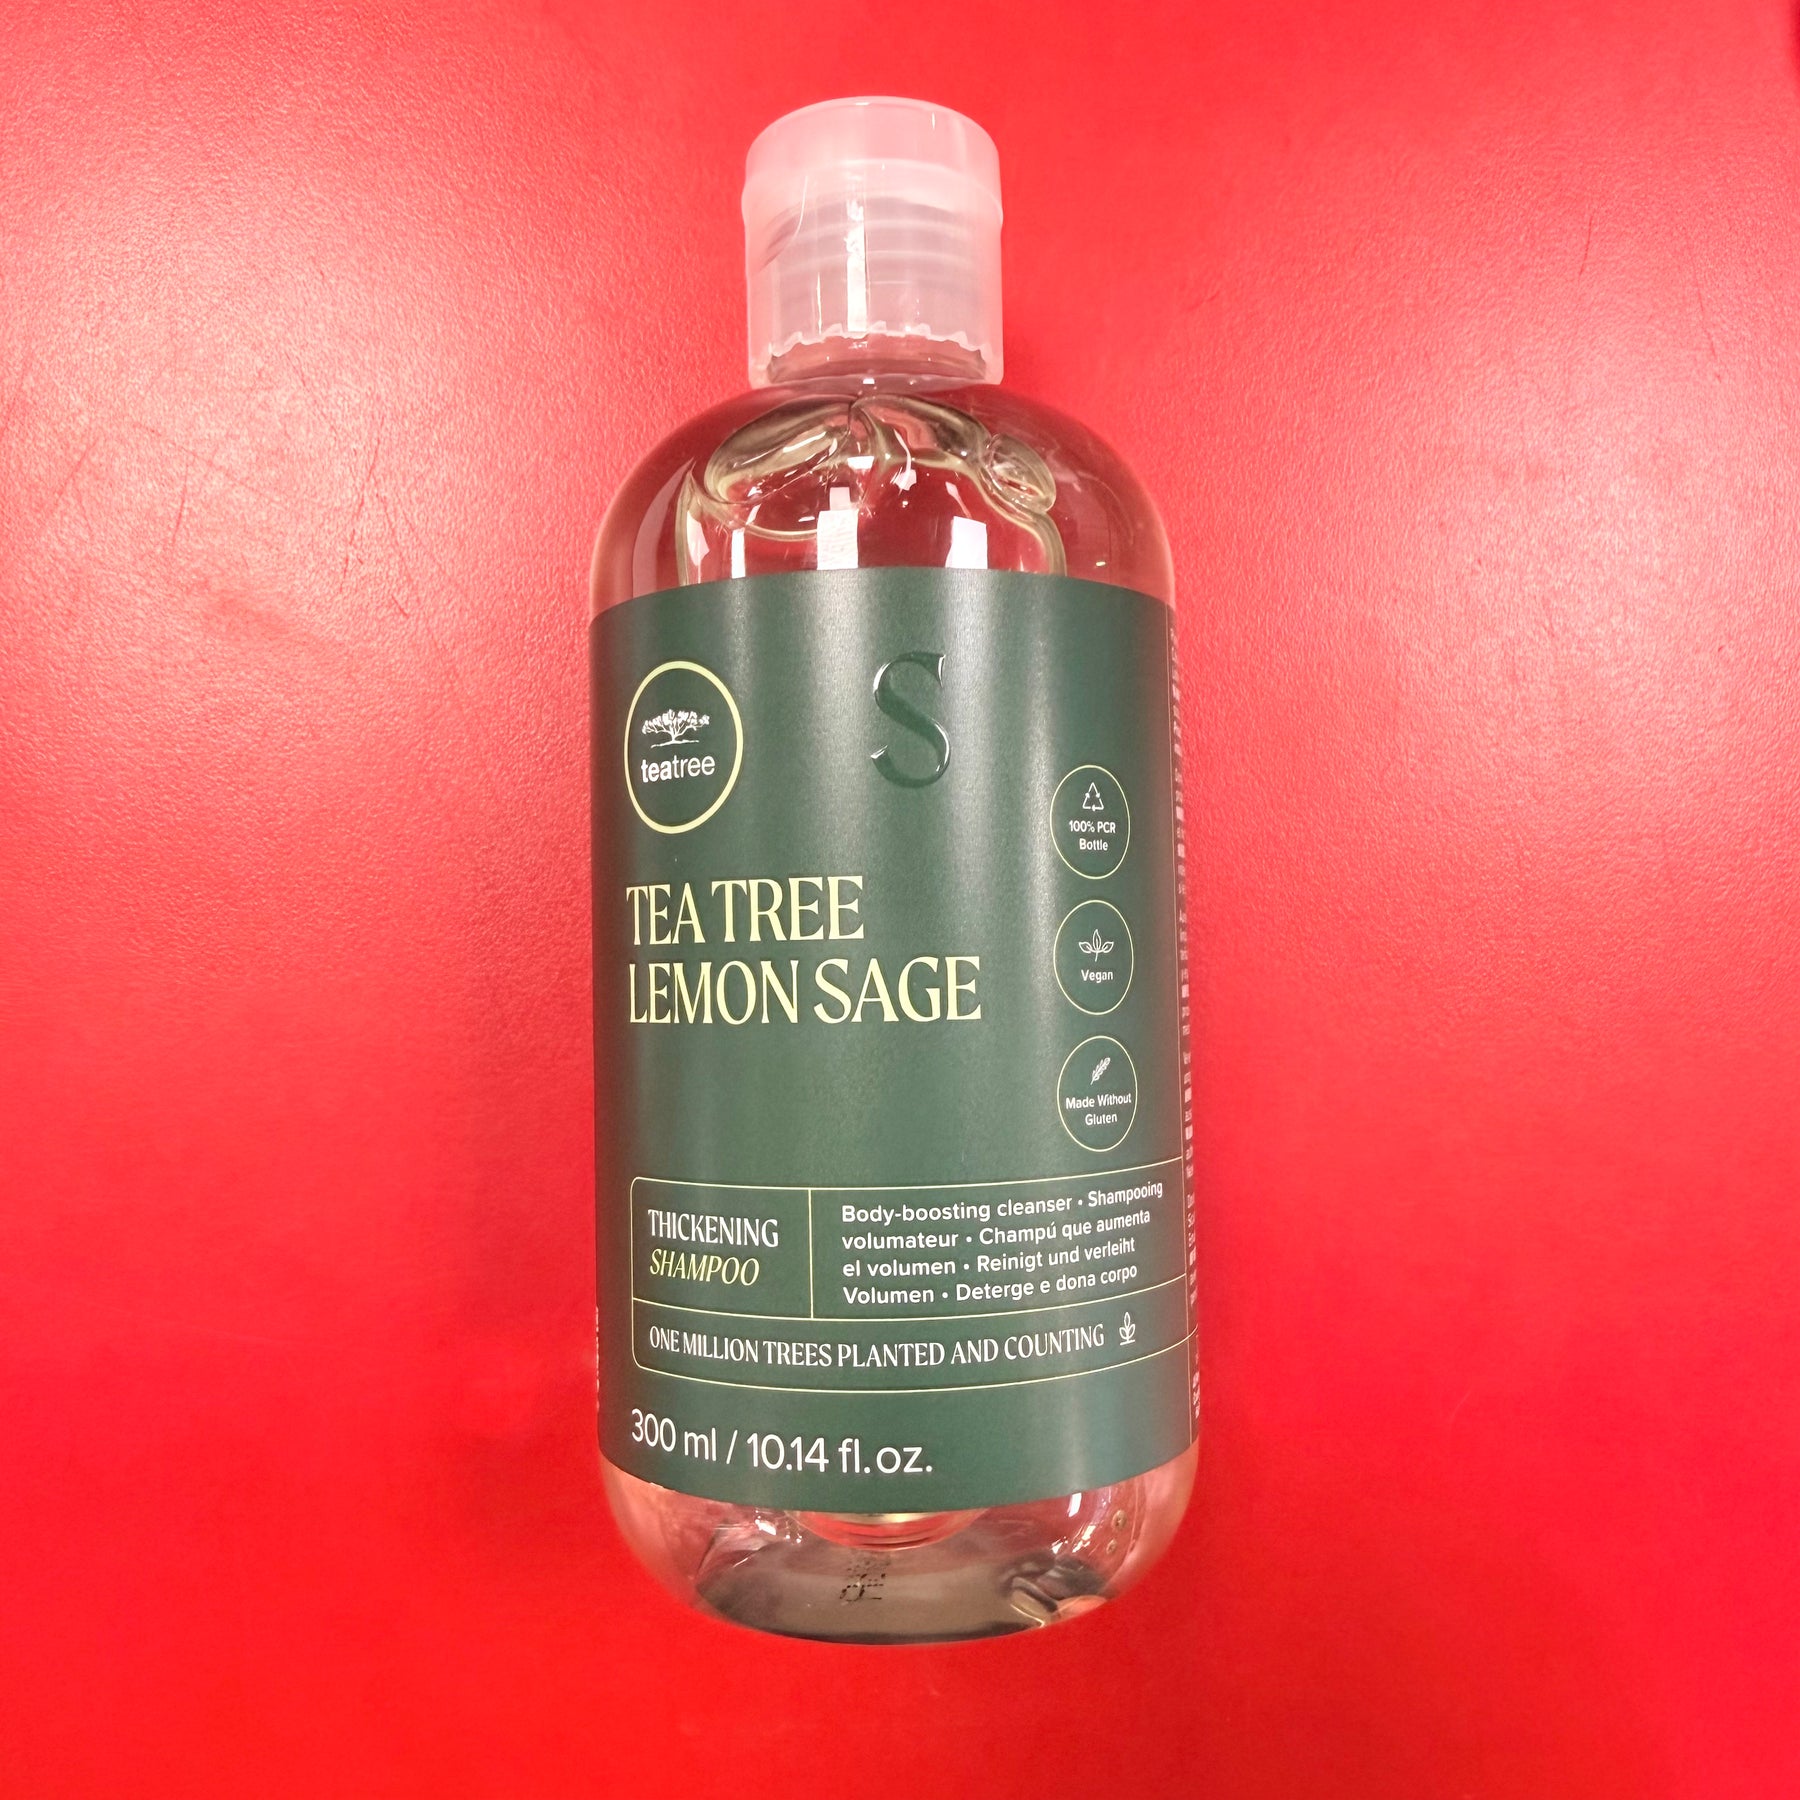 S
teatree
100% PCR
Bottle
TEA TREE
LEMON SAGE
Vegan
Made Without
Gluten
THICKENING
SHAMPOO
Body-boosting cleanser • Shampooing
volumateur • Champú que aumenta
el volumen • Reinigt und verleiht
Volumen • Deterge e dona corpo
ONE MILLION TREES PLANTED AND COUNTING
300 ml / 10.14 fl. oz.